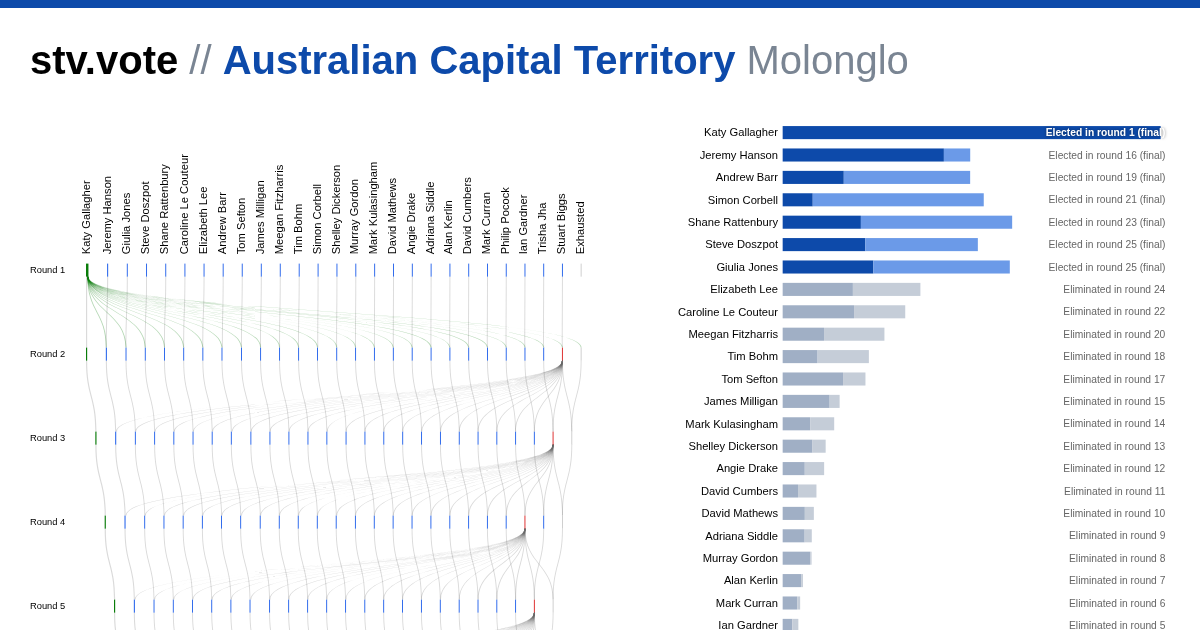 stv.vote // Australian Capital Territory Molonglo
Katy Gallagher
Jeremy Hanson
Giulia Jones
Steve Doszpot
Shane Rattenbury
Caroline Le Couteur
Elizabeth Lee
Andrew Barr
Tom Sefton
James Milligan
Meegan Fitzharris
Tim Bohm
Simon Corbell
Shelley Dickerson
Murray Gordon
Mark Kulasingham
David Mathews
Angie Drake
Adriana Siddle
Alan Kerlin
David Cumbers
Mark Curran
Philip Pocock
Ian Gardner
Trisha Jha
Stuart Biggs
Exhausted
Round 1
Round 2
Round 3
Round 4
Round 5
Katy Gallagher Elected in round 1 (final)
Jeremy Hanson Elected in round 16 (final)
Andrew Barr Elected in round 19 (final)
Simon Corbell Elected in round 21 (final)
Shane Rattenbury Elected in round 23 (final)
Steve Doszpot Elected in round 25 (final)
Giulia Jones Elected in round 25 (final)
Elizabeth Lee Eliminated in round 24
Caroline Le Couteur Eliminated in round 22
Meegan Fitzharris Eliminated in round 20
Tim Bohm Eliminated in round 18
Tom Sefton Eliminated in round 17
James Milligan Eliminated in round 15
Mark Kulasingham Eliminated in round 14
Shelley Dickerson Eliminated in round 13
Angie Drake Eliminated in round 12
David Cumbers Eliminated in round 11
David Mathews Eliminated in round 10
Adriana Siddle Eliminated in round 9
Murray Gordon Eliminated in round 8
Alan Kerlin Eliminated in round 7
Mark Curran Eliminated in round 6
Ian Gardner Eliminated in round 5